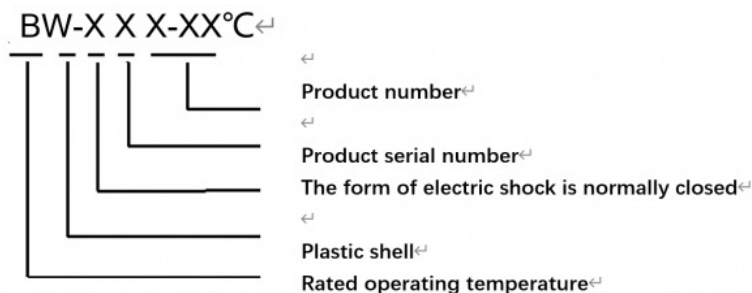 BW-X X X-XX℃↵
↵
Product number↵
↵
Product serial number↵
The form of electric shock is normally closed↵
↵
Plastic shell↵
Rated operating temperature↵